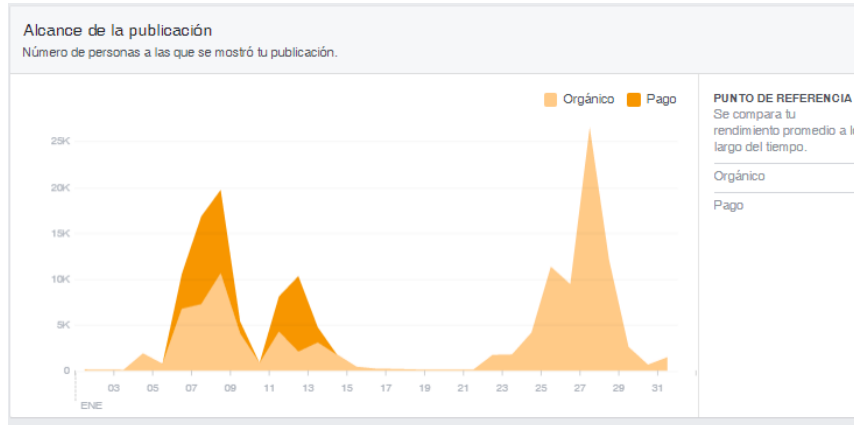 Alcance de la publicación
Número de personas a las que se mostró tu publicación.
Orgánico Pago
25K
20K
15K
10K
5K
0
03 05 07 09 11 13 15 17 19 21 23 25 27 29 31
ENE
PUNTO DE REFERENCIA
Se compara tu
rendimiento promedio a
largo del tiempo.
Orgánico
Pago